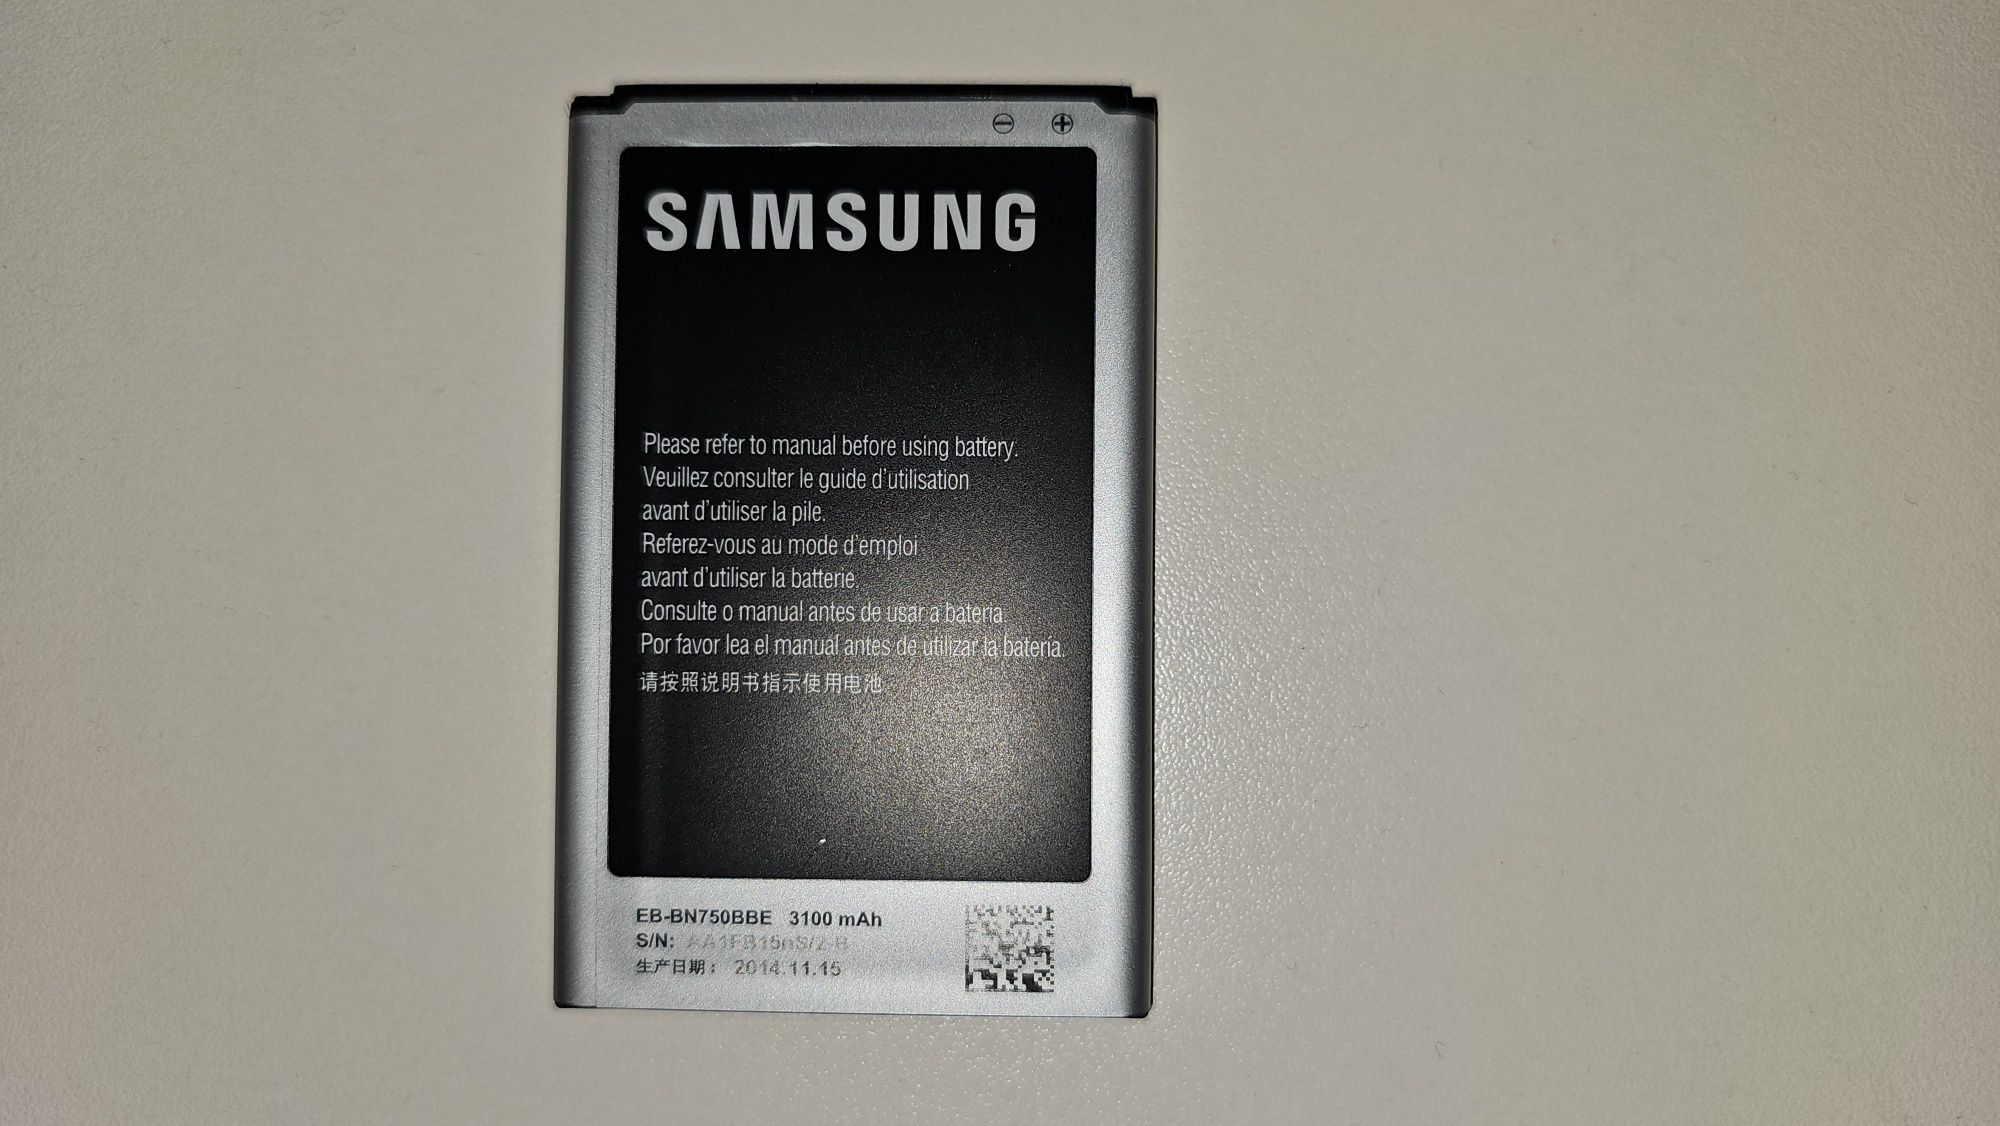 SAMSUNG
Please refer to manual before using battery.
Veuillez consulter le guide d'utilisation
avant d'utiliser la pile.
Referez-vous au mode d'emploi
avant d'utiliser la batterie.
Consulte o manual antes de usar a bateria.
Por favor lea el manual antes de utilizar la batería.
请按照说明书指示使用电池
EB-BN750BBE 3100 mAh
S/N:
生产日期： 2014.11.15